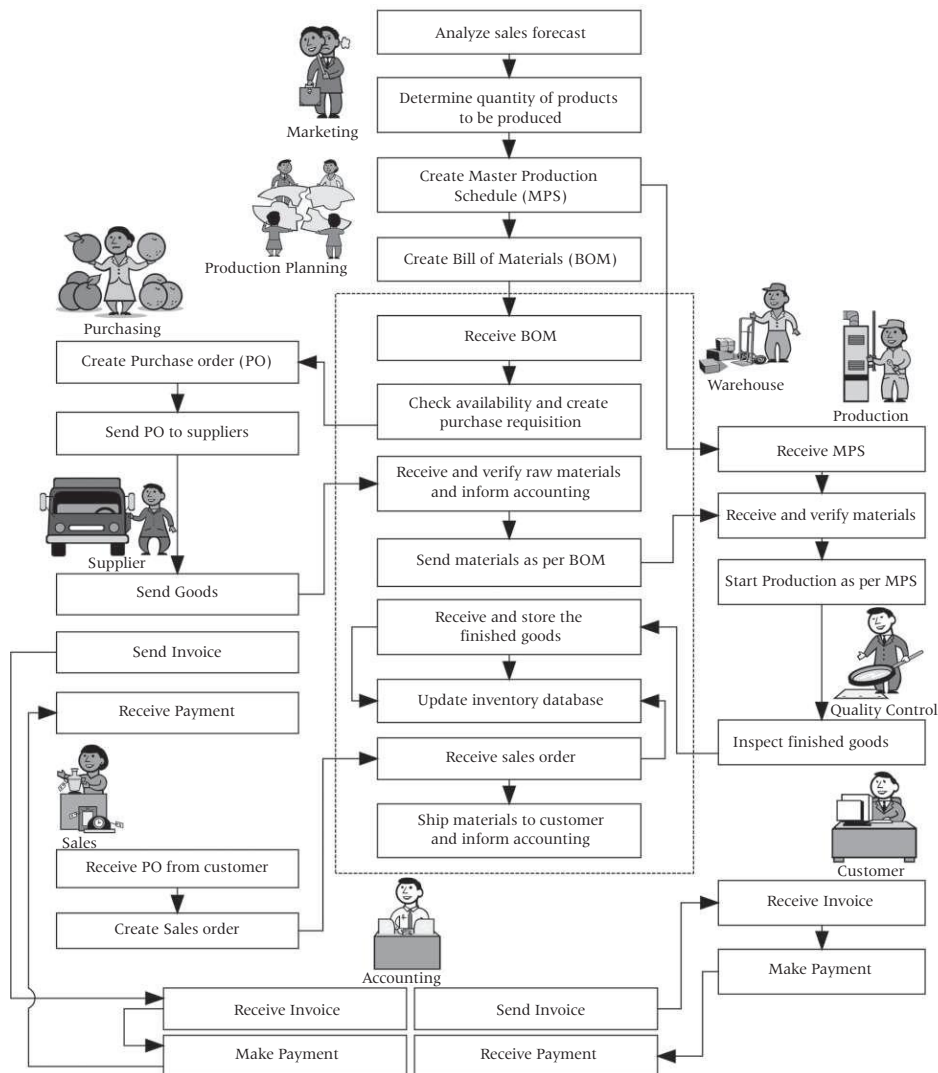 Analyze sales forecast
Determine quantity of products
to be produced
Marketing
Create Master Production
Schedule (MPS)
Production Planning
Create Bill of Materials (BOM)
Purchasing
Create Purchase order (PO)
Send PO to suppliers
Supplier
Send Goods
Send Invoice
Receive Payment
Sales
Receive PO from customer
Create Sales order
Receive BOM
Warehouse
Check availability and create
purchase requisition
Receive and verify raw materials
and inform accounting
Send materials as per BOM
Receive and store the
finished goods
Update inventory database
Receive sales order
Ship materials to customer
and inform accounting
Production
Receive MPS
Receive and verify materials
Start Production as per MPS
Quality Control
Inspect finished goods
Customer
Receive Invoice
Make Payment
Accounting
Receive Invoice
Send Invoice
Make Payment
Receive Payment